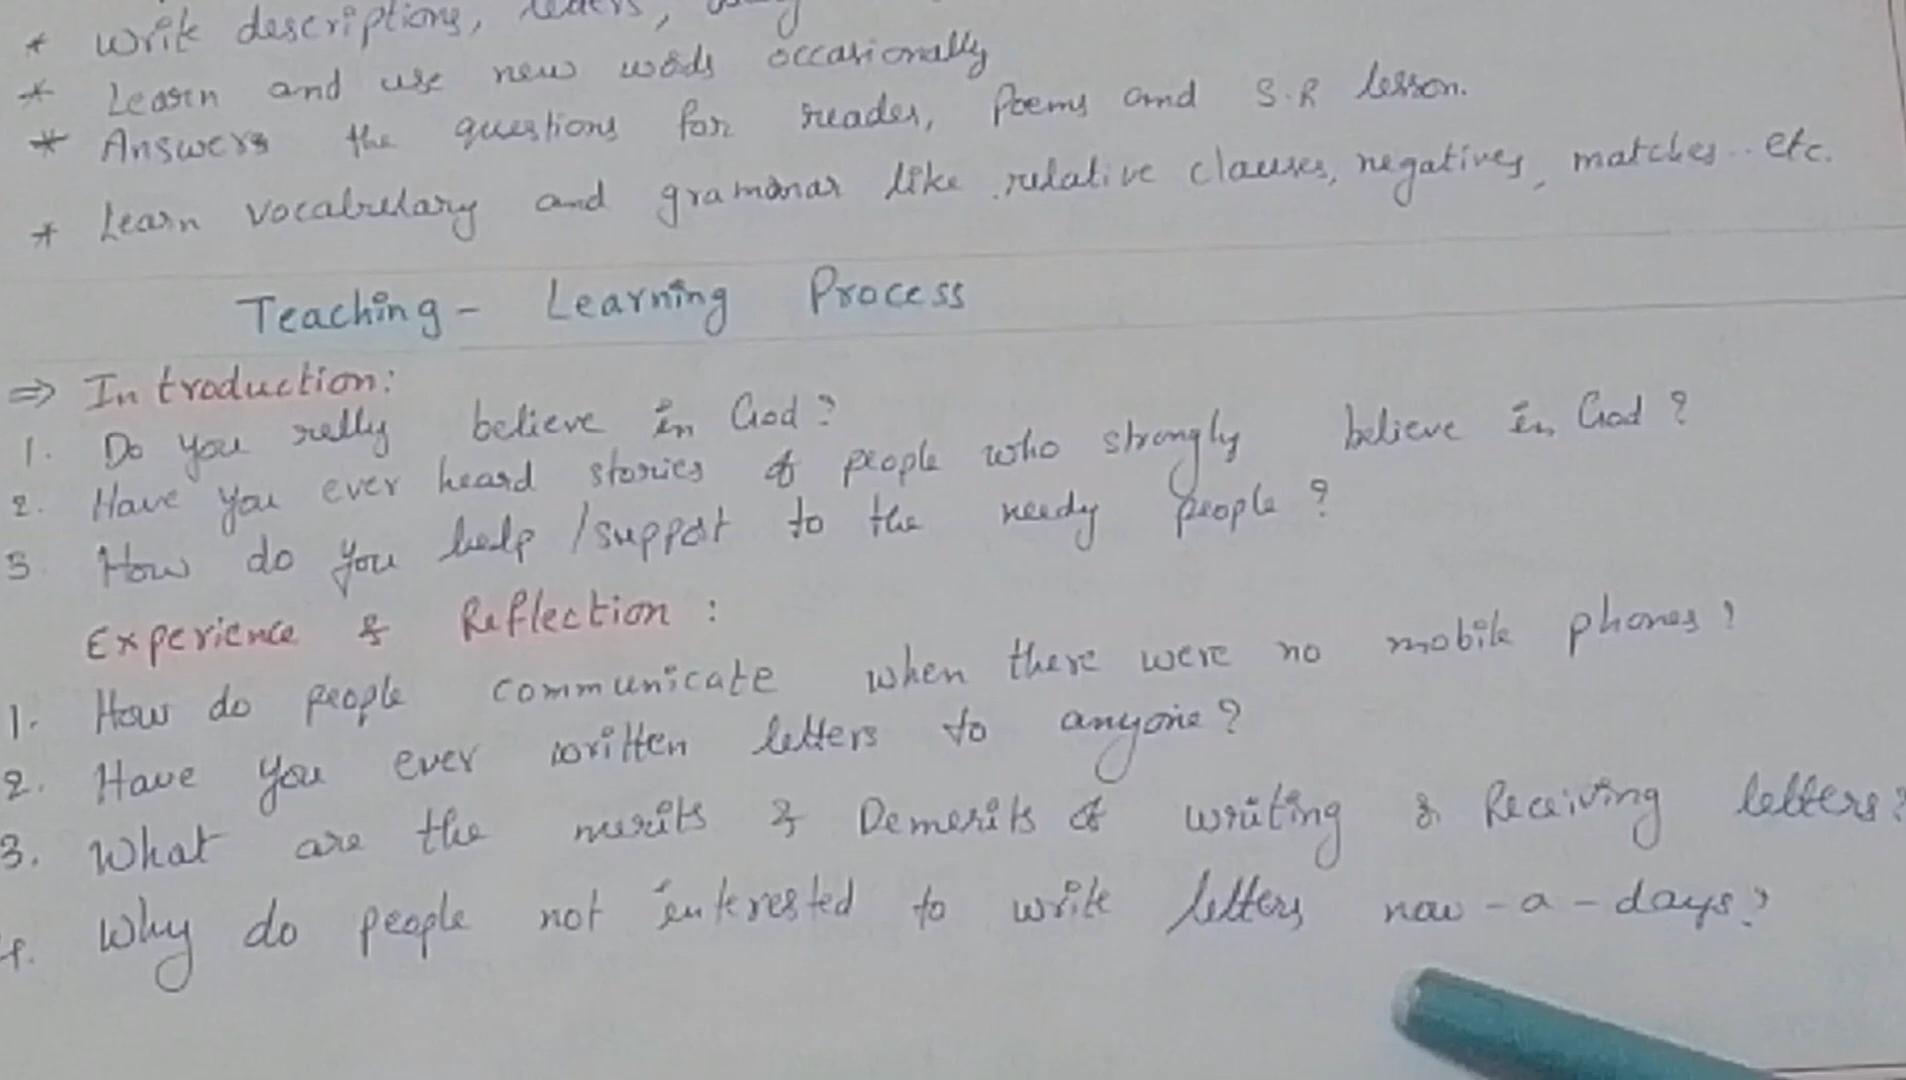 * Write descriptions, letters,
* Learn and use new words occasionally
* Answers the questions for reader, Poems and S.R lesson.
* Learn vocabulary and grammar like relative clauses, negatives, matches.. etc.
Teaching - Learning Process
⇒ Introduction:
1. Do you relly believe in God?
2. Have you ever heard stories of people who strongly believe in God?
3. How do you help / support to the needy people?
Experience & Reflection :
1. How do people communicate when there were no mobile phones?
2. Have you ever written letters to anyone?
3. What are the merits & Demerits of writing & Receiving letters?
4. Why do people not interested to write letters now-a-days?